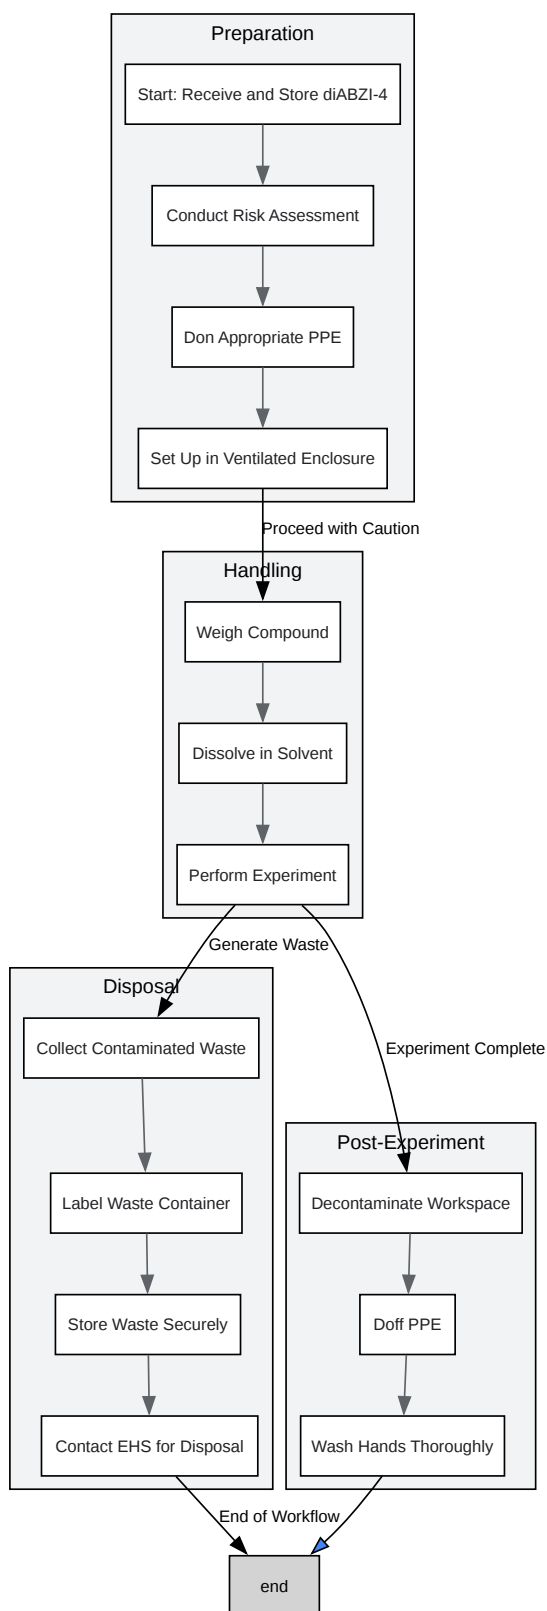 Preparation
Start: Receive and Store diABZI-4
Conduct Risk Assessment
Don Appropriate PPE
Set Up in Ventilated Enclosure
Proceed with Caution
Handling
Weigh Compound
Dissolve in Solvent
Perform Experiment
Generate Waste
Disposal
Collect Contaminated Waste
Experiment Complete
Post-Experiment
Label Waste Container
Decontaminate Workspace
Store Waste Securely
Doff PPE
Contact EHS for Disposal
Wash Hands Thoroughly
End of Workflow
end